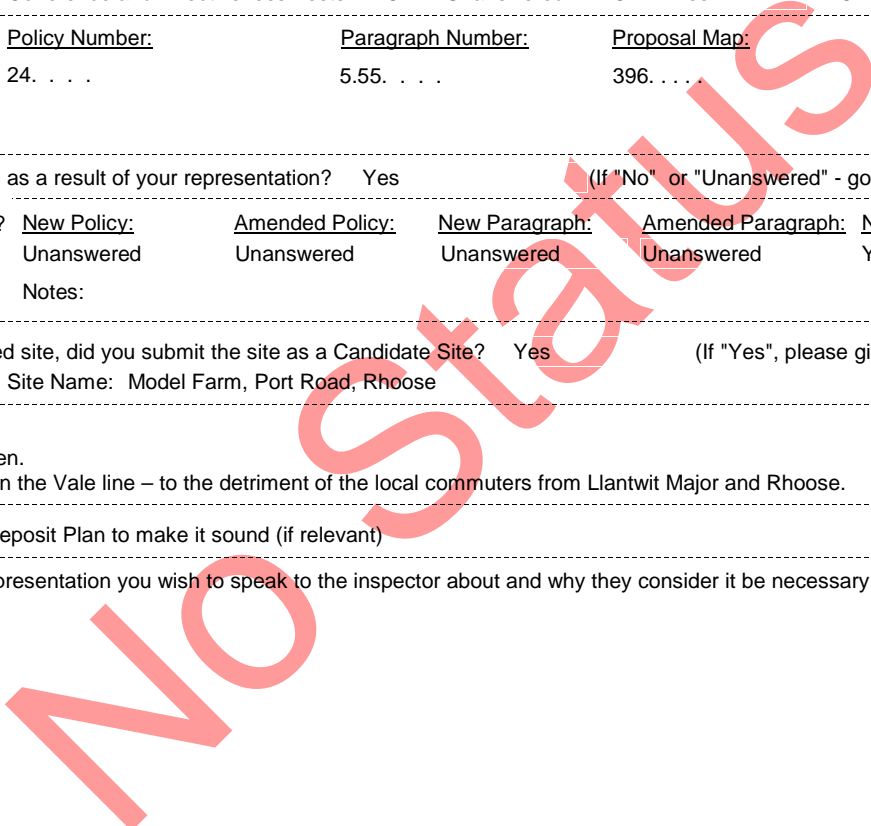 Policy Number: Paragraph Number: Proposal Map:
24. . . . 5.55. . . . 396. . . . .
as a result of your representation? Yes (If "No" or "Unanswered" - go
? New Policy: Amended Policy: New Paragraph: Amended Paragraph: N
Unanswered Unanswered Unanswered Unanswered Y
Notes:
ed site, did you submit the site as a Candidate Site? Yes (If "Yes", please gi
Site Name: Model Farm, Port Road, Rhoose
en.
n the Vale line – to the detriment of the local commuters from Llantwit Major and Rhoose.
eposit Plan to make it sound (if relevant)
presentation you wish to speak to the inspector about and why they consider it be necessary
No Status